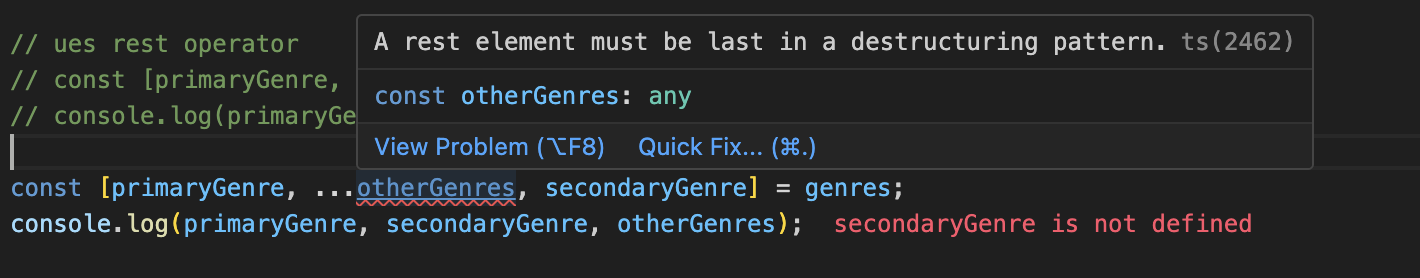 // ues rest operator
// const [primaryGenre,
// console.log(primaryGe
A rest element must be last in a destructuring pattern. ts(2462)
const otherGenres: any
View Problem (⌥F8) Quick Fix... (⌘.)
const [primaryGenre, ...otherGenres, secondaryGenre] = genres;
console.log(primaryGenre, secondaryGenre, otherGenres); secondaryGenre is not defined